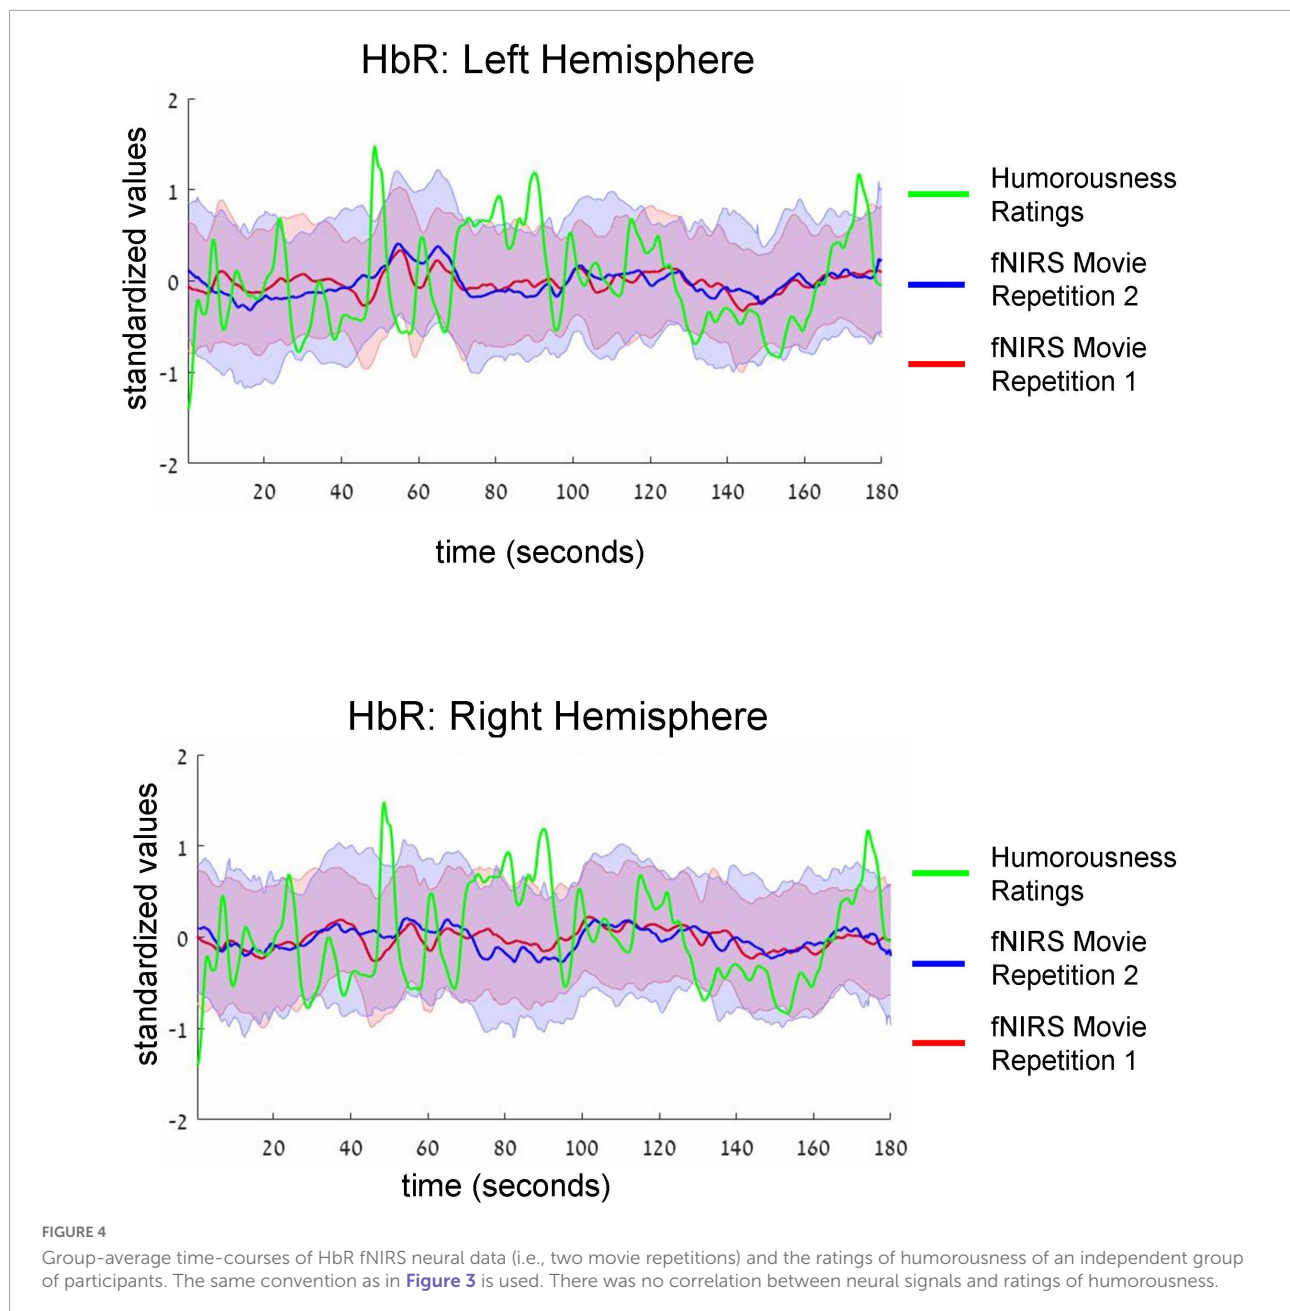 HbR: Left Hemisphere
standardized values
2
1
0
-1
-2
20 40 60 80 100 120 140 160 180
time (seconds)
Humorousness
Ratings
fNIRS Movie
Repetition 2
fNIRS Movie
Repetition 1
HbR: Right Hemisphere
standardized values
2
1
0
-1
-2
20 40 60 80 100 120 140 160 180
time (seconds)
Humorousness
Ratings
fNIRS Movie
Repetition 2
fNIRS Movie
Repetition 1
FIGURE 4
Group-average time-courses of HbR fNIRS neural data (i.e., two movie repetitions) and the ratings of humorousness of an independent group
of participants. The same convention as in Figure 3 is used. There was no correlation between neural signals and ratings of humorousness.